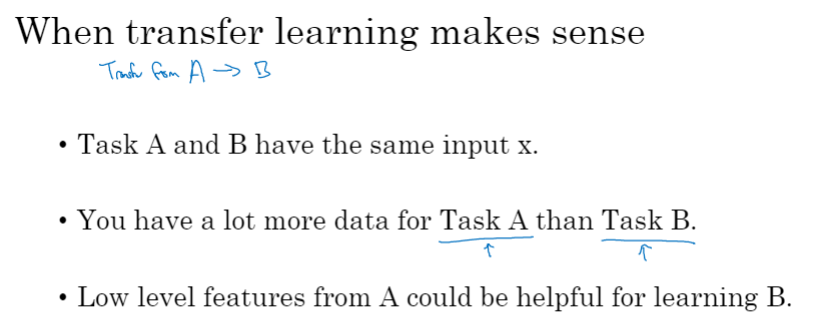 When transfer learning makes sense
Transfer from A → B
• Task A and B have the same input x.
• You have a lot more data for Task A than Task B.
↑ ↑
• Low level features from A could be helpful for learning B.